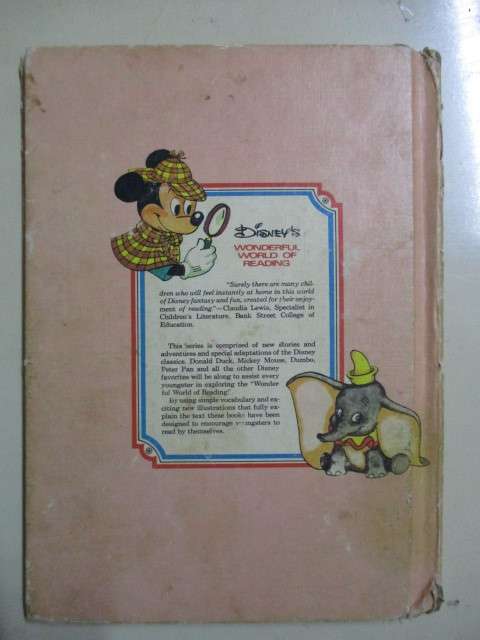 Disney's
WONDERFUL
WORLD OF
READING
"Surely there are many chil-
dren who will feel instantly at home in this world
of Disney fantasy and fun, created for their enjoy-
ment of reading."—Claudia Lewis, Specialist in
Children's Literature, Bank Street College of
Education.
This series is comprised of new stories and
adventures and special adaptations of the Disney
classics. Donald Duck, Mickey Mouse, Dumbo,
Peter Pan and all the other Disney
favorites will be along to assist every
youngster in exploring the "Wonder
ful World of Reading"
By using simple vocabulary and ex-
citing new illustrations that fully ex-
plain the text these books have been
designed to encourage youngsters to
read by themselves.